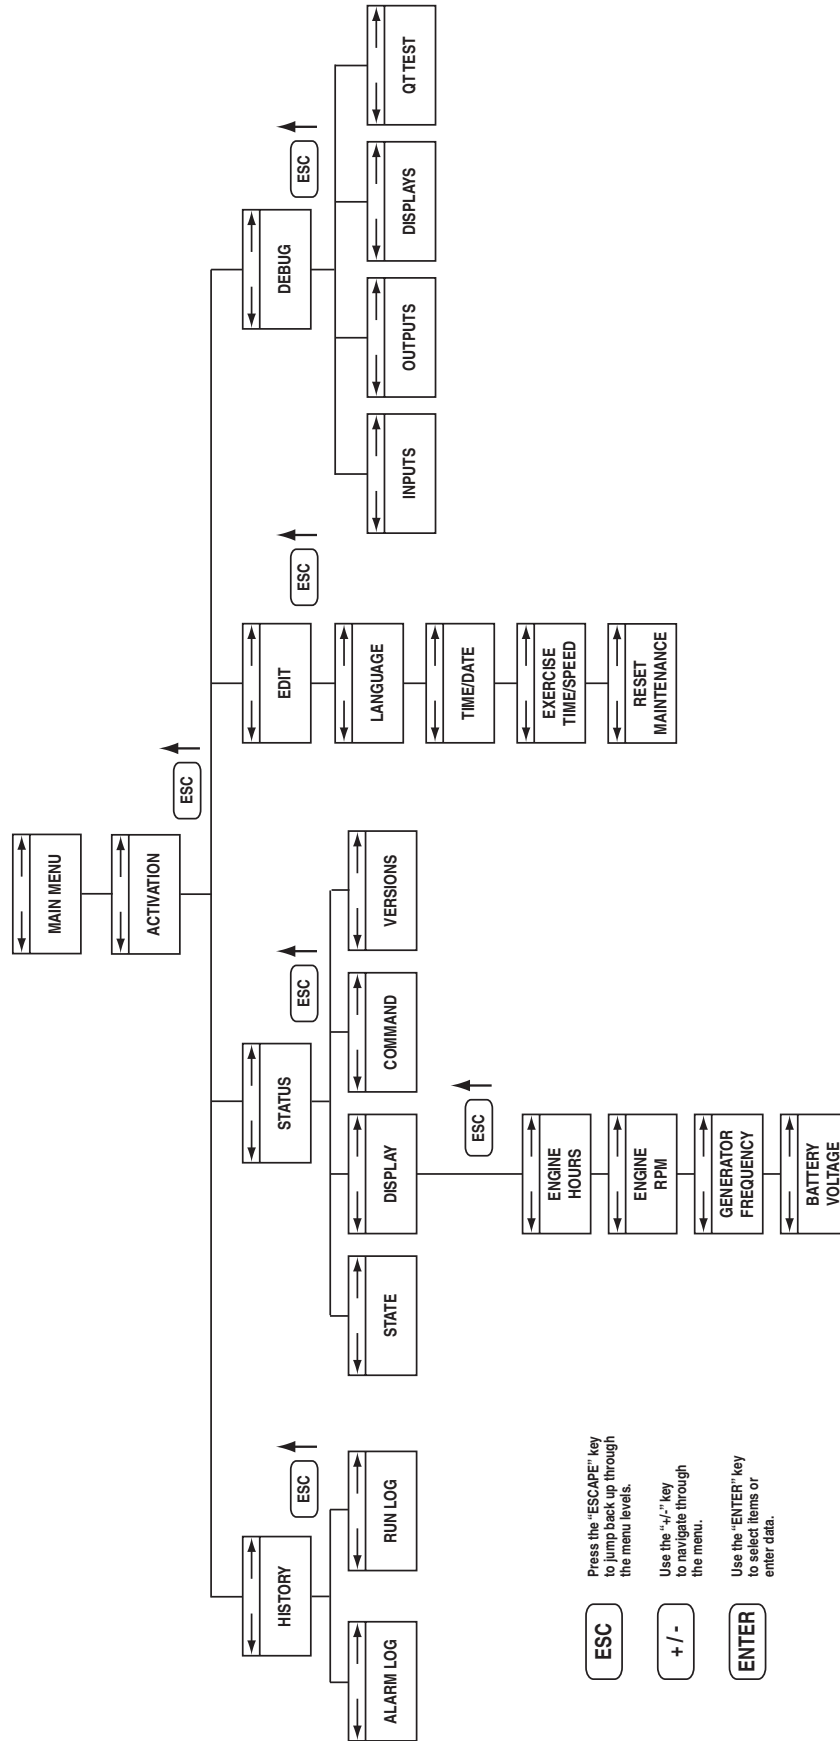 MAIN MENU
ACTIVATION
ESC
HISTORY
STATUS
EDIT
DEBUG
ESC
ESC
ESC
ESC
ALARM LOG
RUN LOG
STATE
DISPLAY
COMMAND
VERSIONS
LANGUAGE
TIME/DATE
EXERCISE
TIME/SPEED
RESET
MAINTENANCE
INPUTS
OUTPUTS
DISPLAYS
QT TEST
ESC
ENGINE
HOURS
ENGINE
RPM
GENERATOR
FREQUENCY
BATTERY
VOLTAGE
ESC
Press the “ESCAPE” key
to jump back up through
the menu levels.
+ / -
Use the “+/-” key
to navigate through
the menu.
ENTER
Use the “ENTER” key
to select items or
enter data.